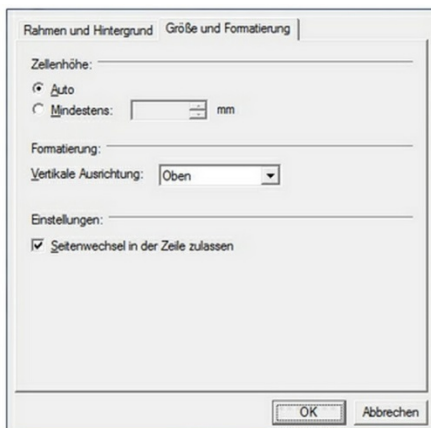 Rahmen und Hintergrund Größe und Formatierung
Zellenhöhe:
Auto
Mindestens: mm
Formatierung:
Vertikale Ausrichtung: Oben
Einstellungen:
Seitenwechsel in der Zeile zulassen
OK Abbrechen